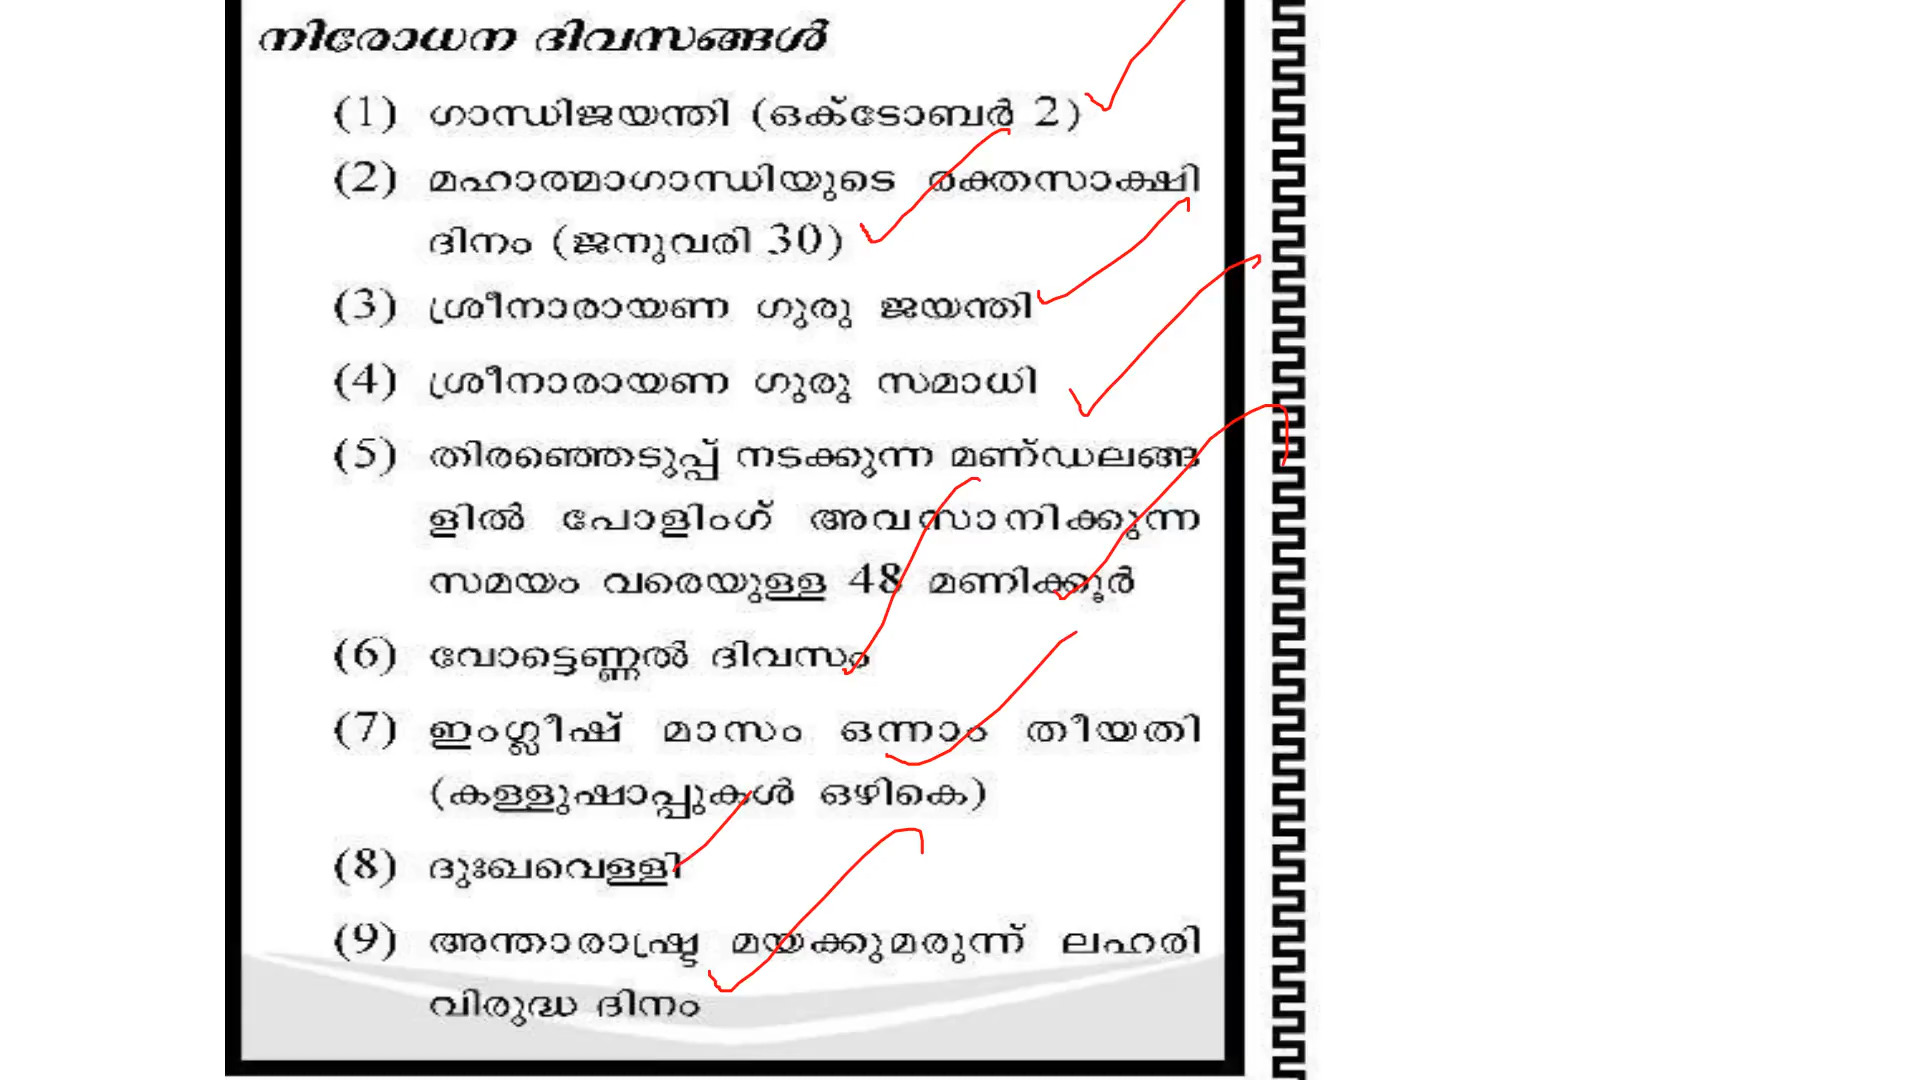 നിരോധന ദിവസങ്ങൾ
(1) ഗാന്ധിജയന്തി (ഒക്ടോബർ 2)
(2) മഹാത്മാഗാന്ധിയുടെ രക്തസാക്ഷി
ദിനം (ജനുവരി 30)
(3) ശ്രീനാരായണ ഗുരു ജയന്തി
(4) ശ്രീനാരായണ ഗുരു സമാധി
(5) തിരഞ്ഞെടുപ്പ് നടക്കുന്ന മണ്ഡലങ്ങ
ളിൽ പോളിംഗ് അവസാനിക്കുന്ന
സമയം വരെയുള്ള 48 മണിക്കൂർ
(6) വോട്ടെണ്ണൽ ദിവസം
(7) ഇംഗ്ലീഷ് മാസം ഒന്നാം തീയതി
(കള്ളുഷാപ്പുകൾ ഒഴികെ)
(8) ദുഃഖവെള്ളി
(9) അന്താരാഷ്ട്ര മയക്കുമരുന്ന് ലഹരി
വിരുദ്ധ ദിനം